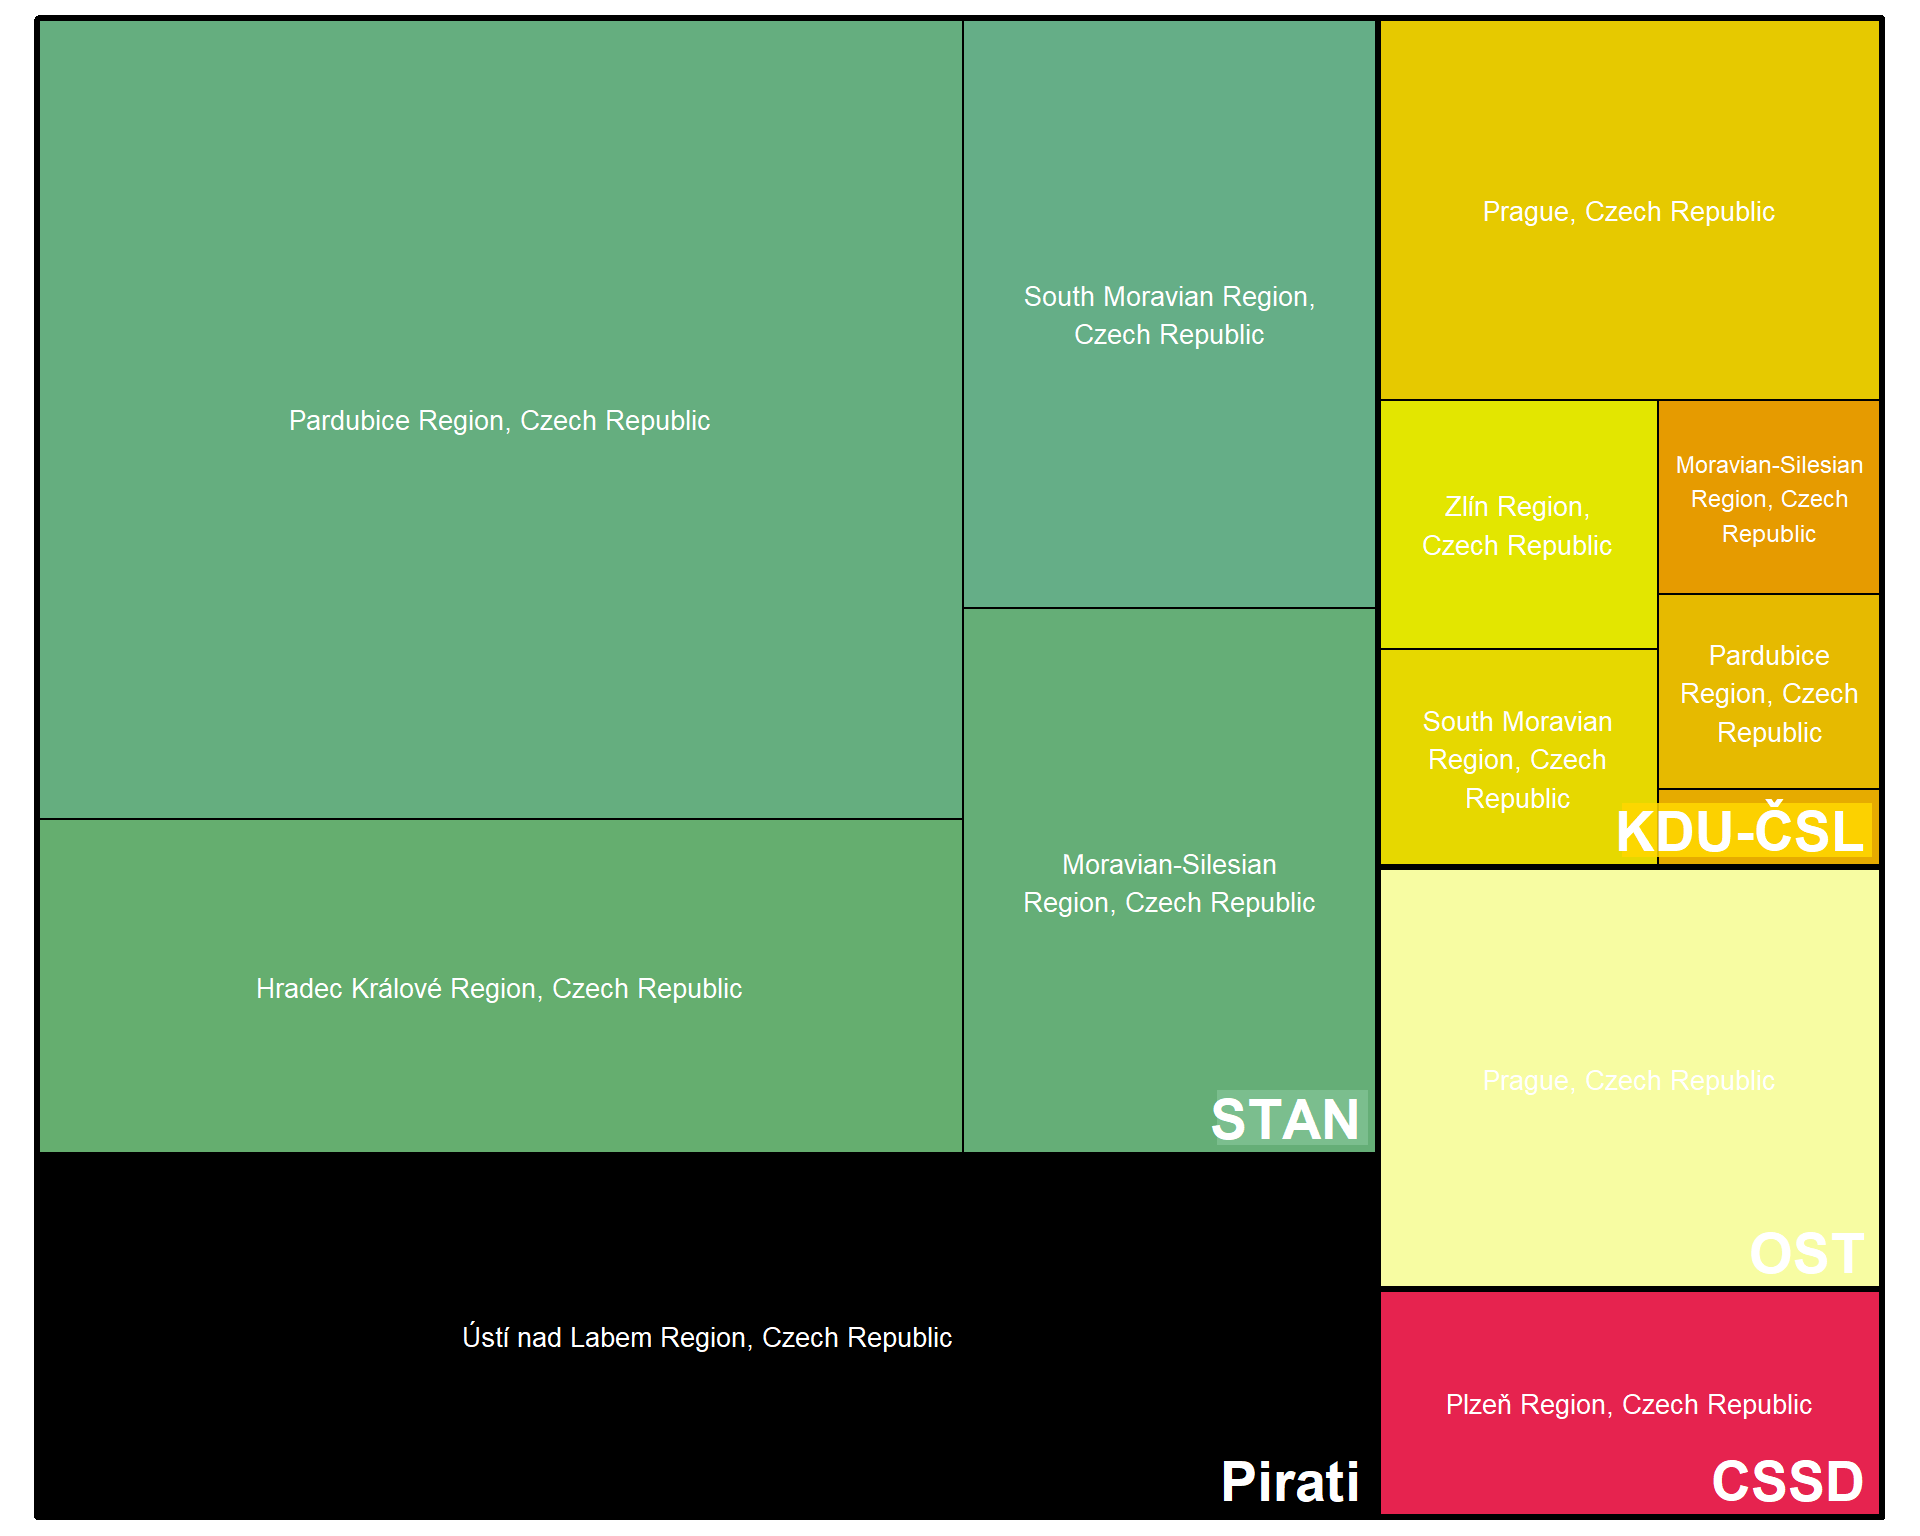 Pardubice Region, Czech Republic
Hradec Králové Region, Czech Republic
South Moravian Region,
Czech Republic
Moravian-Silesian
Region, Czech Republic
STAN
Ústí nad Labem Region, Czech Republic
Pirati
Prague, Czech Republic
Zlín Region,
Czech Republic
South Moravian
Region, Czech
Republic
Moravian-Silesian
Region, Czech
Republic
Pardubice
Region, Czech
Republic
KDU-ČSL
Prague, Czech Republic
OST
Plzeň Region, Czech Republic
CSSD